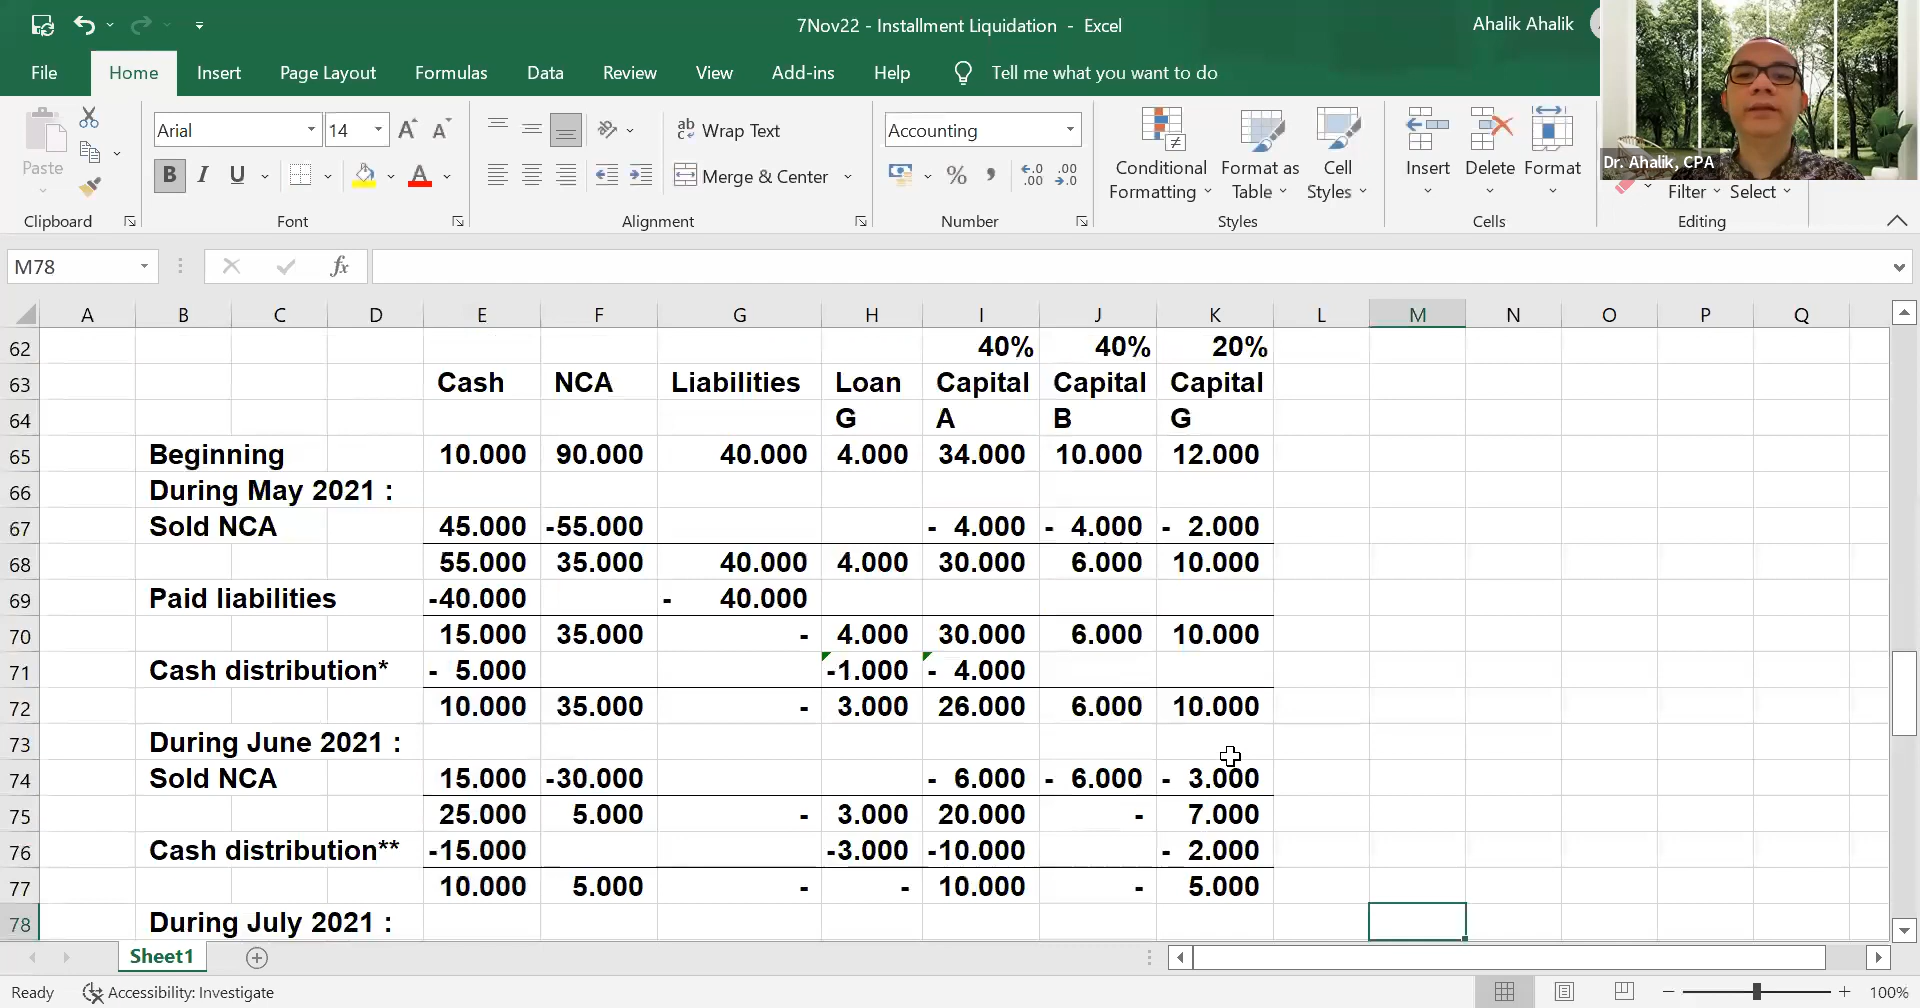 7Nov22 - Installment Liquidation - Excel
Ahalik Ahalik
File Home Insert Page Layout Formulas Data Review View Add-ins Help Tell me what you want to do
Dr. Ahalik, CPA
Paste
Arial 14
B I U
ab Wrap Text
Merge & Center
Accounting
Conditional Formatting
Format as Table
Cell Styles
Insert Delete Format
Filter Select
Clipboard Font Alignment Number Styles Cells Editing
M78 fx
A B C D E F G H I J K L M N O P Q
62 40% 40% 20%
63 Cash NCA Liabilities Loan Capital Capital Capital
64 G A B G
65 Beginning 10.000 90.000 40.000 4.000 34.000 10.000 12.000
66 During May 2021 :
67 Sold NCA 45.000 -55.000 - 4.000 - 4.000 - 2.000
68 55.000 35.000 40.000 4.000 30.000 6.000 10.000
69 Paid liabilities -40.000 - 40.000
70 15.000 35.000 - 4.000 30.000 6.000 10.000
71 Cash distribution* - 5.000 -1.000 - 4.000
72 10.000 35.000 - 3.000 26.000 6.000 10.000
73 During June 2021 :
74 Sold NCA 15.000 -30.000 - 6.000 - 6.000 - 3.000
75 25.000 5.000 - 3.000 20.000 - 7.000
76 Cash distribution** -15.000 -3.000 -10.000 - 2.000
77 10.000 5.000 - - 10.000 - 5.000
78 During July 2021 :
Sheet1
Ready Accessibility: Investigate 100%